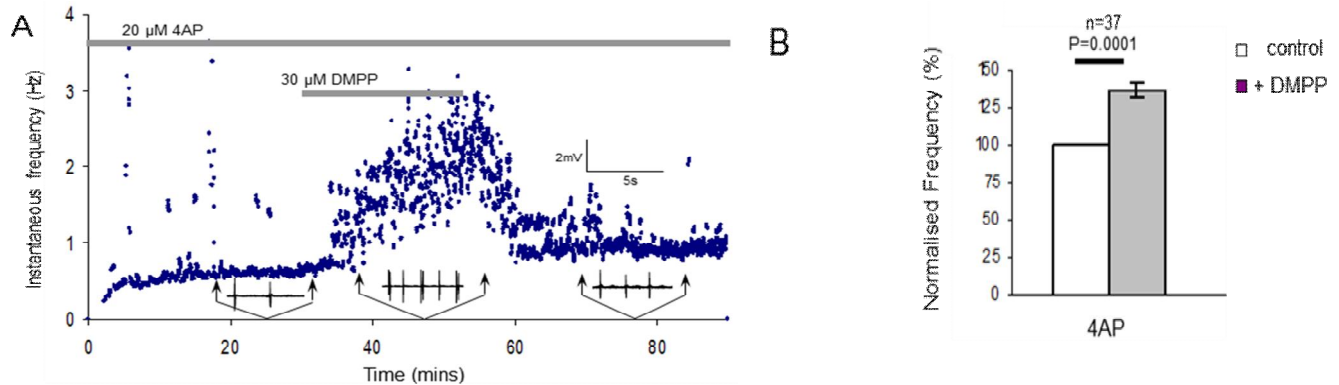 A
20 µM 4AP
30 µM DMPP
Instantaneous frequency (Hz)
4
3
2
1
0
2mV
5s
0
20
40
60
80
Time (mins)
B
n=37
P=0.0001
control
+ DMPP
Normalised Frequency (%)
150
125
100
75
50
25
0
4AP